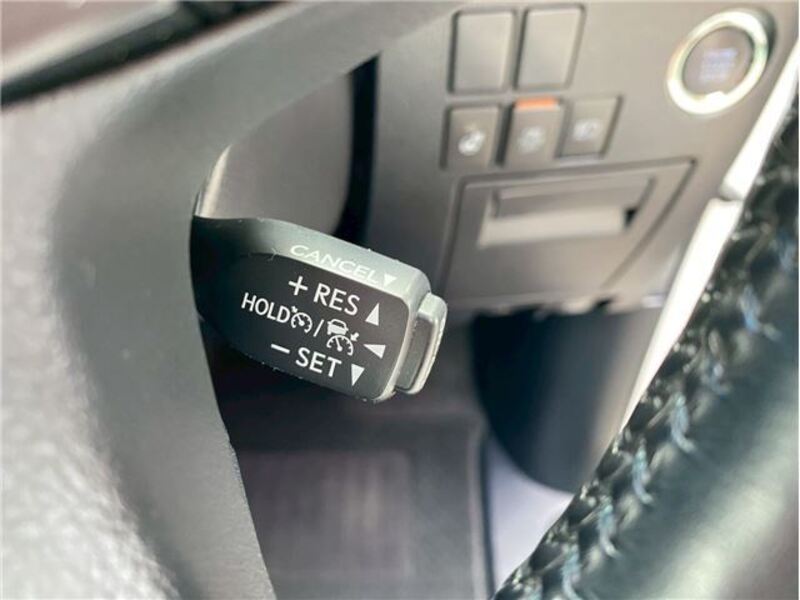 CANCEL▼
+ RES ▲
HOLD /
− SET ▼